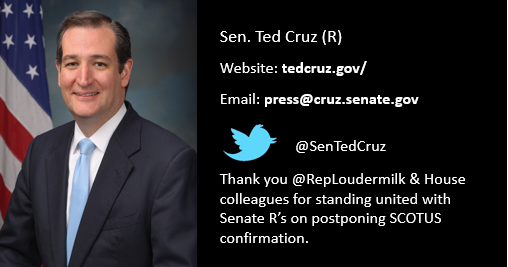 Sen. Ted Cruz (R)
Website: tedcruz.gov/
Email: press@cruz.senate.gov
@SenTedCruz
Thank you @RepLoudermilk & House
colleagues for standing united with
Senate R’s on postponing SCOTUS
confirmation.